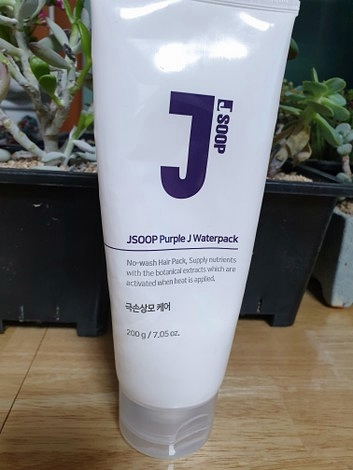 J
J SOOP
JSOOP Purple J Waterpack
No-wash Hair Pack, Supply nutrients
with the botanical extracts which are
activated when heat is applied.
극손상모 케어
200 g / 7.05 oz.